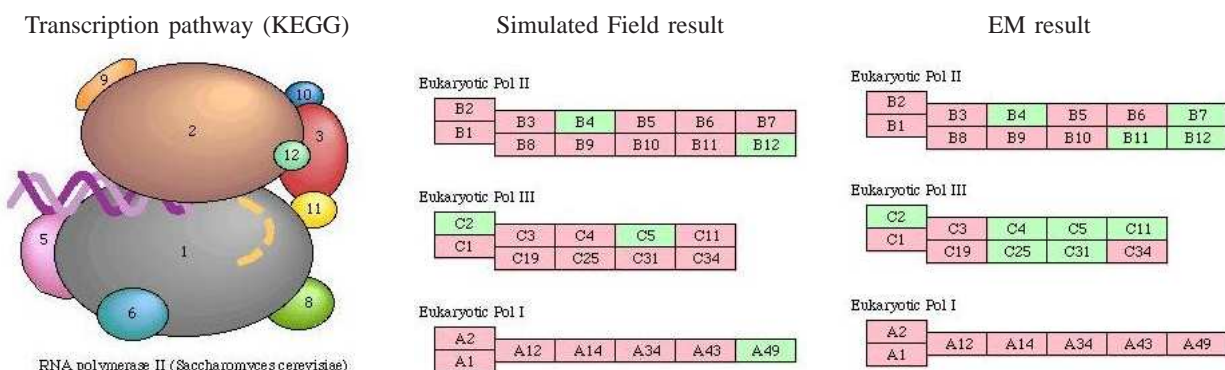 Transcription pathway (KEGG)
9
10
2
3
12
11
5
1
6
8
RNA polymerase II (Saccharomyces cerevisiae)
Simulated Field result
Eukaryotic Pol II
B2
B1
B3 B4 B5 B6 B7
B8 B9 B10 B11 B12
Eukaryotic Pol III
C2
C1
C3 C4 C5 C11
C19 C25 C31 C34
Eukaryotic Pol I
A2
A1
A12 A14 A34 A43 A49
EM result
Eukaryotic Pol II
B2
B1
B3 B4 B5 B6 B7
B8 B9 B10 B11 B12
Eukaryotic Pol III
C2
C1
C3 C4 C5 C11
C19 C25 C31 C34
Eukaryotic Pol I
A2
A1
A12 A14 A34 A43 A49